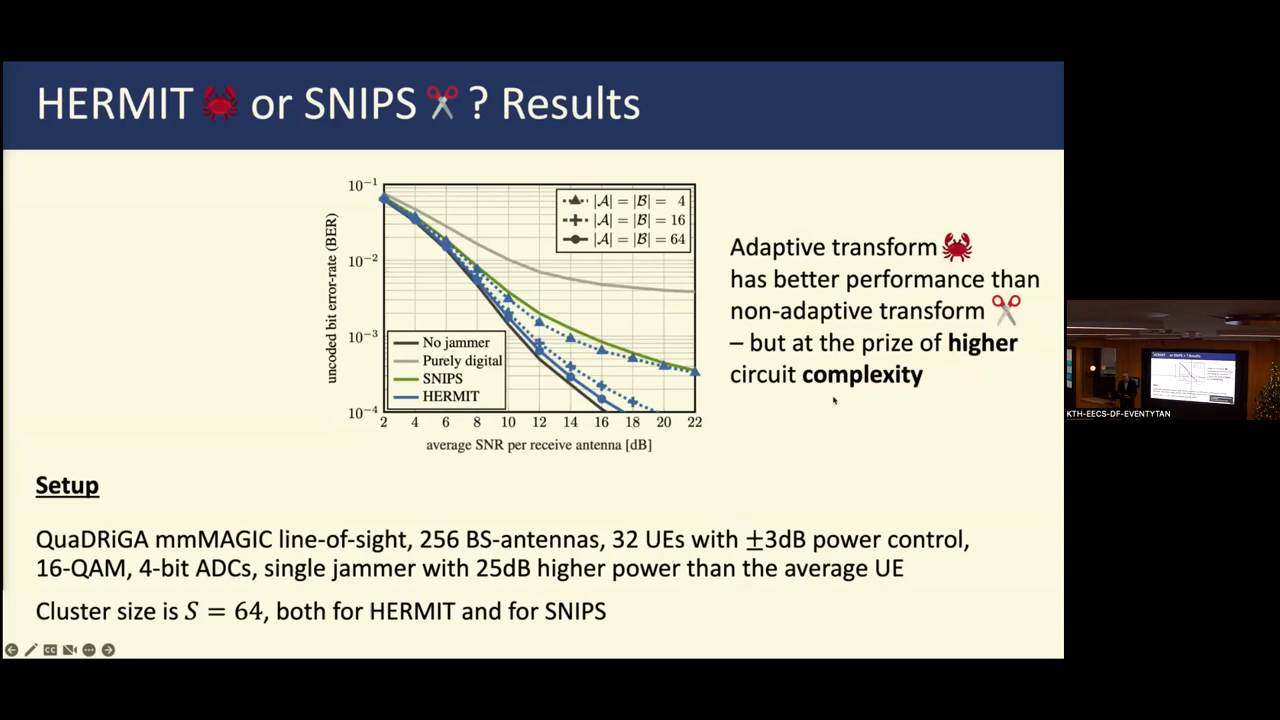 HERMIT🦀 or SNIPS✂️? Results
10⁻¹
10⁻²
10⁻³
10⁻⁴
uncoded bit error-rate (BER)
|𝒜| = |ℬ| = 4
|𝒜| = |ℬ| = 16
|𝒜| = |ℬ| = 64
No jammer
Purely digital
SNIPS
HERMIT
2 4 6 8 10 12 14 16 18 20 22
average SNR per receive antenna [dB]
Adaptive transform 🦀
has better performance than
non-adaptive transform ✂️
– but at the prize of higher
circuit complexity
Setup
QuaDRiGA mmMAGIC line-of-sight, 256 BS-antennas, 32 UEs with ±3dB power control,
16-QAM, 4-bit ADCs, single jammer with 25dB higher power than the average UE
Cluster size is S = 64, both for HERMIT and for SNIPS
KTH-EECS-DF-EVENTYTAN